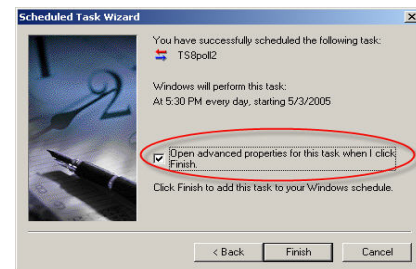 Scheduled Task Wizard
You have successfully scheduled the following task:
TS8poll2
Windows will perform this task:
At 5:30 PM every day, starting 5/3/2005
Open advanced properties for this task when I click
Finish.
Click Finish to add this task to your Windows schedule.
< Back
Finish
Cancel